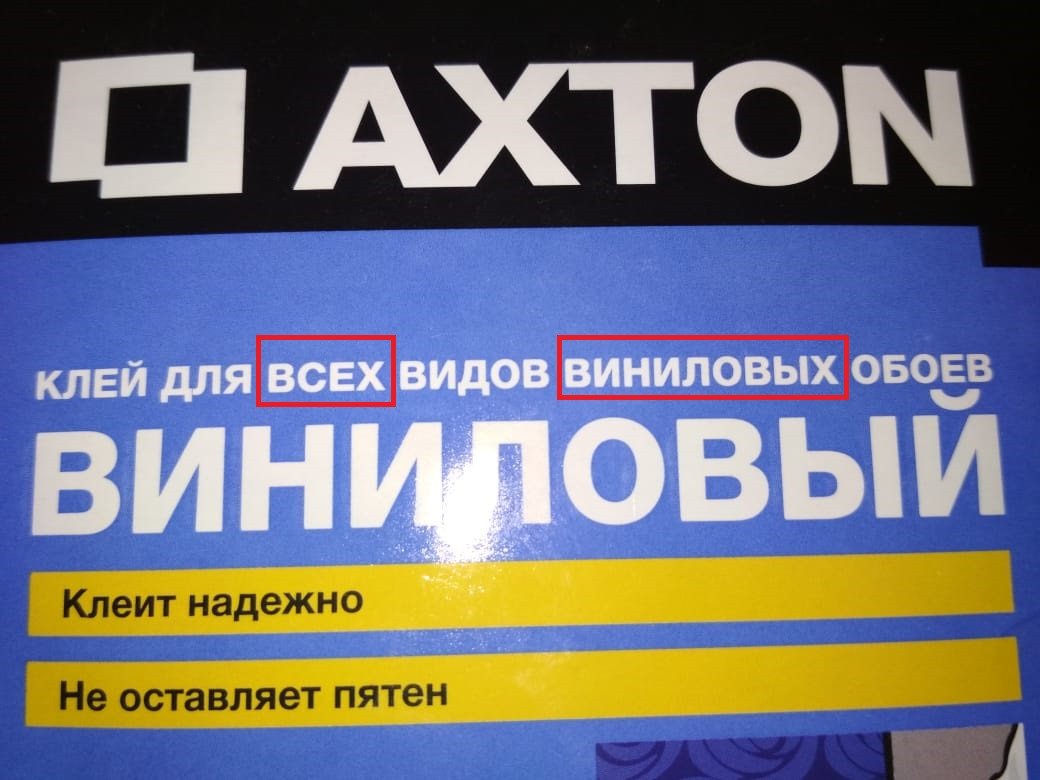 AXTON
КЛЕЙ ДЛЯ ВСЕХ ВИДОВ ВИНИЛОВЫХ ОБОЕВ
ВИНИЛОВЫЙ
Клеит надежно
Не оставляет пятен